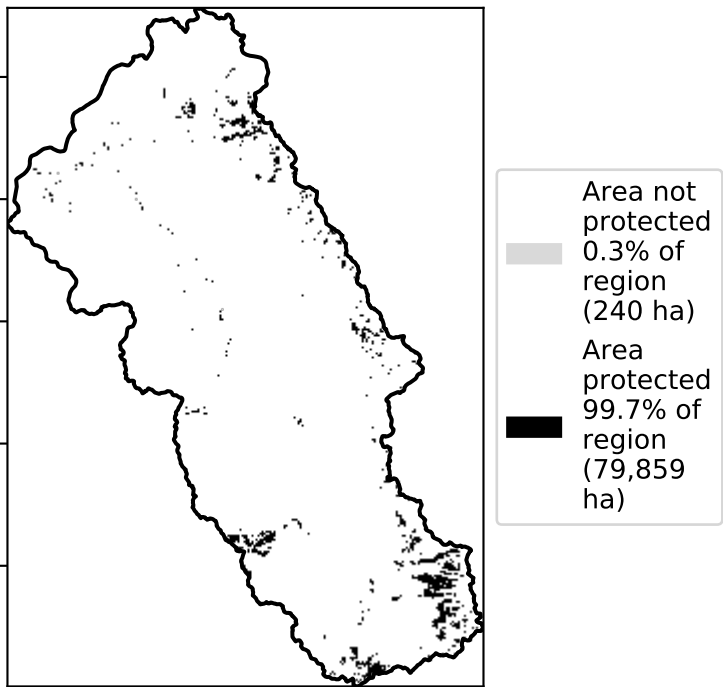 Area not
protected
0.3% of
region
(240 ha)
Area
protected
99.7% of
region
(79,859
ha)